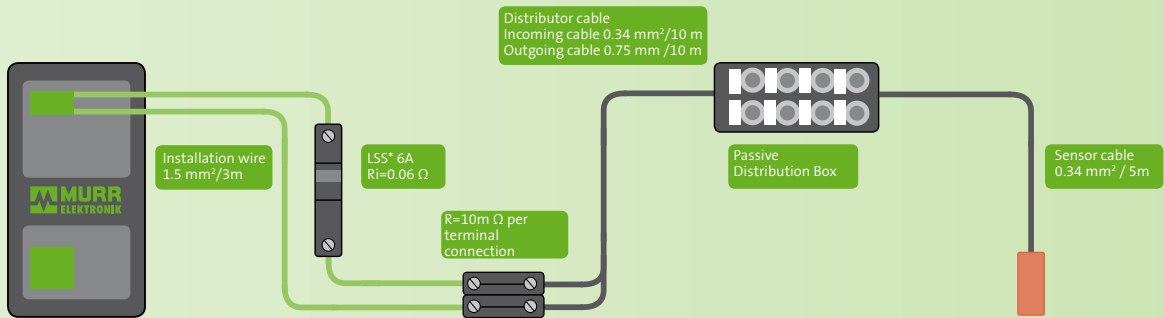 Distributor cable
Incoming cable 0.34 mm²/10 m
Outgoing cable 0.75 mm /10 m
Installation wire
1.5 mm²/3m
LSS* 6A
Ri=0.06 Ω
Passive
Distribution Box
Sensor cable
0.34 mm² / 5m
MURR
ELEKTRONIK
R=10m Ω per
terminal
connection